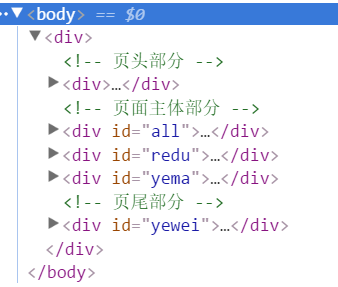 ··▼<body> == $0
▼<div>
<!-- 页头部分 -->
▶<div>…</div>
<!-- 页面主体部分 -->
▶<div id="all">…</div>
▶<div id="redu">…</div>
▶<div id="yema">…</div>
<!-- 页尾部分 -->
▶<div id="yewei">…</div>
</div>
</body>